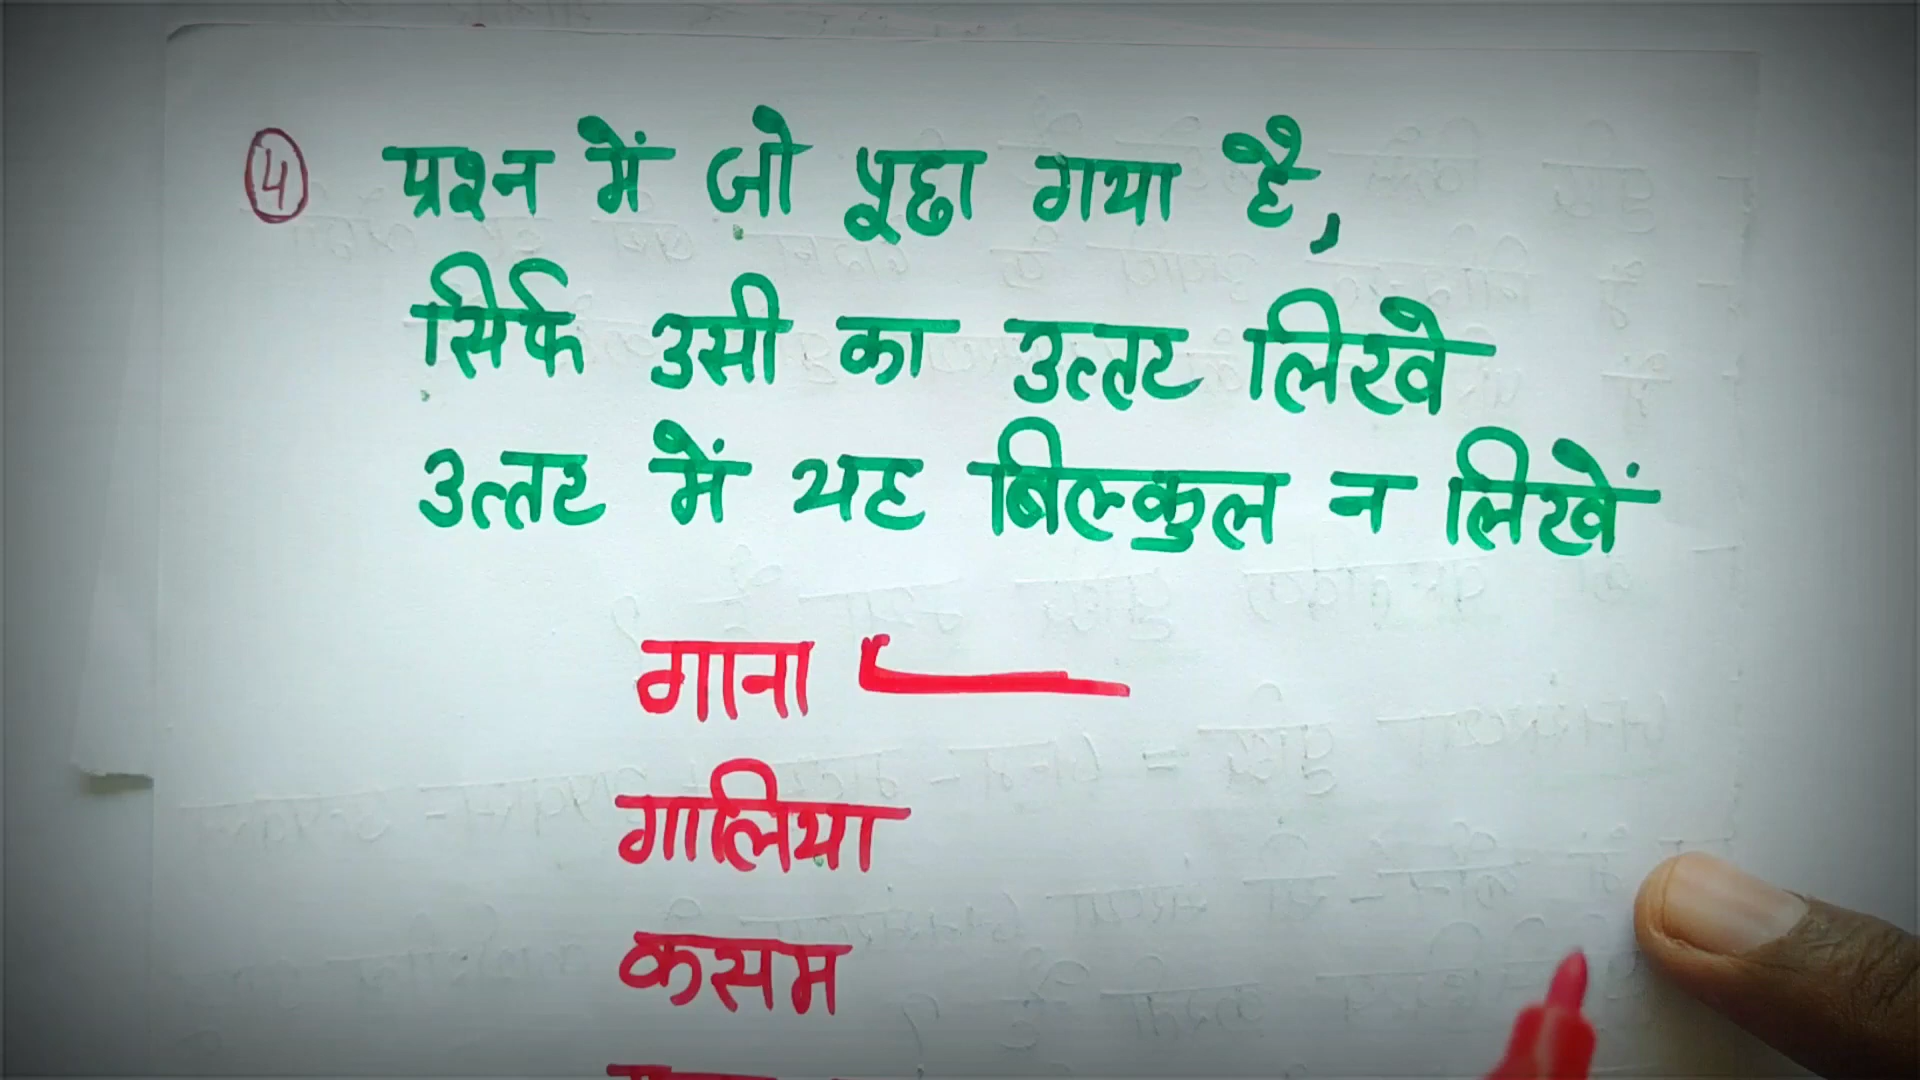 4 प्रश्न में जो पूछा गया है,
सिर्फ उसी का उत्तर लिखे
उत्तर में यह बिल्कुल न लिखें
गाना
गालिया
कसम